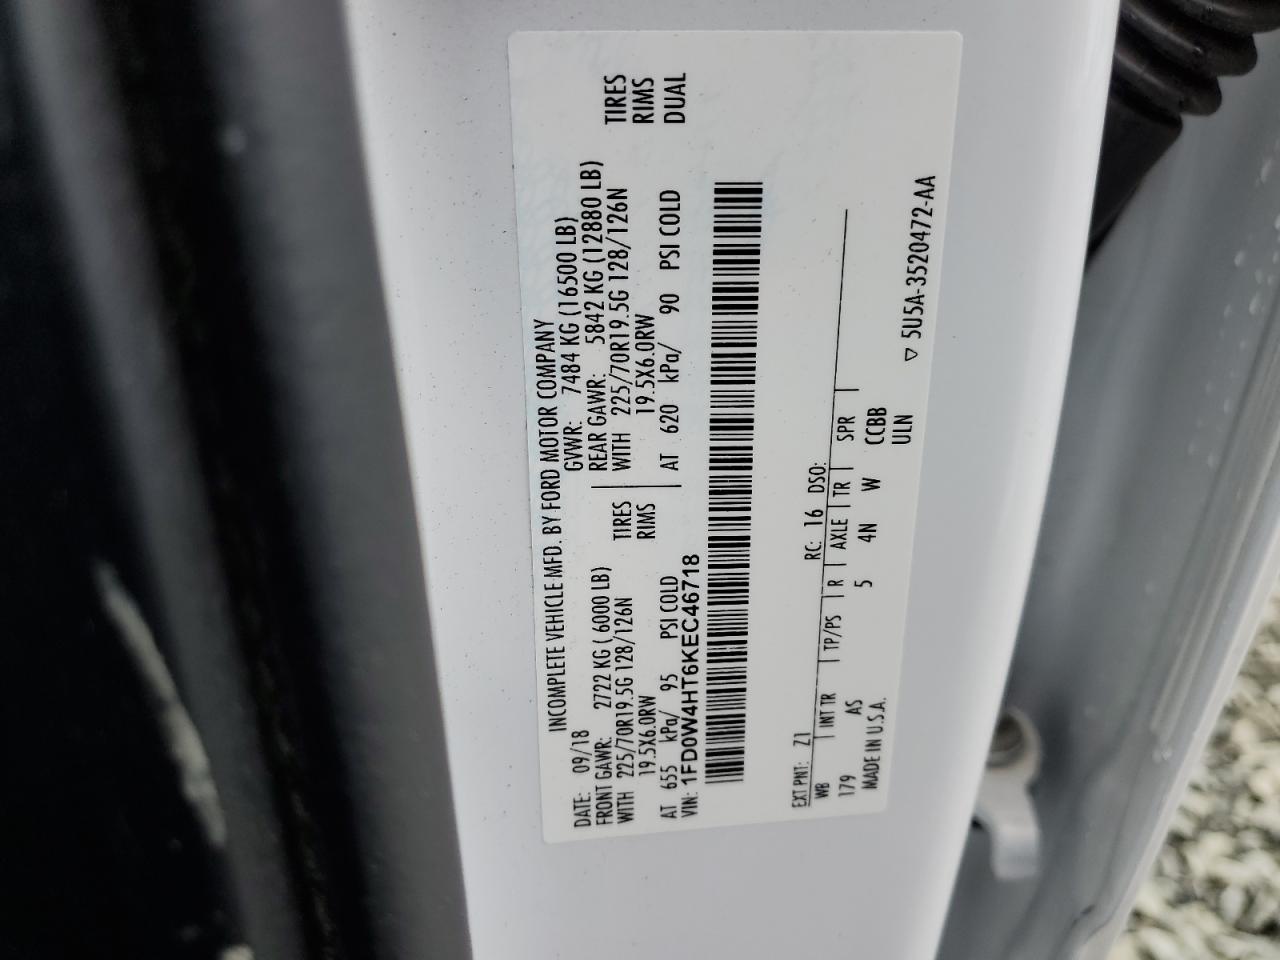 INCOMPLETE VEHICLE MFD. BY FORD MOTOR COMPANY
DATE: 09/18 GVWR: 7484 KG (16500 LB)
FRONT GAWR: 2722 KG (6000 LB) REAR GAWR: 5842 KG (12880 LB)
WITH 225/70R19.5G 128/126N TIRES WITH 225/70R19.5G 128/126N TIRES
19.5X6.0RW RIMS 19.5X6.0RW RIMS
AT 655 kPa/ 95 PSI COLD AT 620 kPa/ 90 PSI COLD DUAL
VIN: 1FD0W4HT6KEC46718
EXT PNT: Z1 RC: 16 DSO:
WB INT TR TP/PS R AXLE TR SPR
179 AS 5 4N W CCBB
MADE IN U.S.A. ULN
▽ 5U5A-3520472-AA